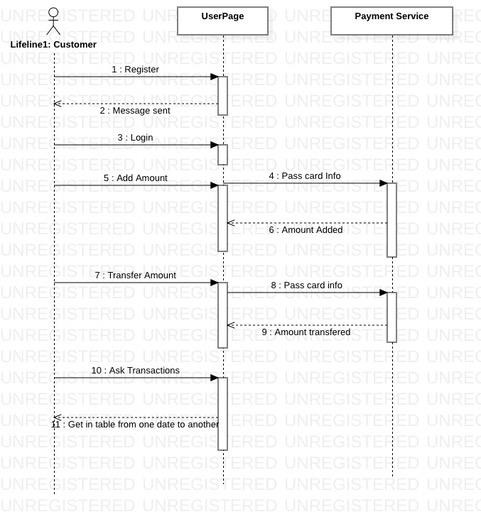 UserPage
Payment Service
Lifeline1: Customer
1 : Register
2 : Message sent
3 : Login
4 : Pass card Info
5 : Add Amount
6 : Amount Added
7 : Transfer Amount
8 : Pass card info
9 : Amount transfered
10 : Ask Transactions
11 : Get in table from one date to another
UNREGISTERED